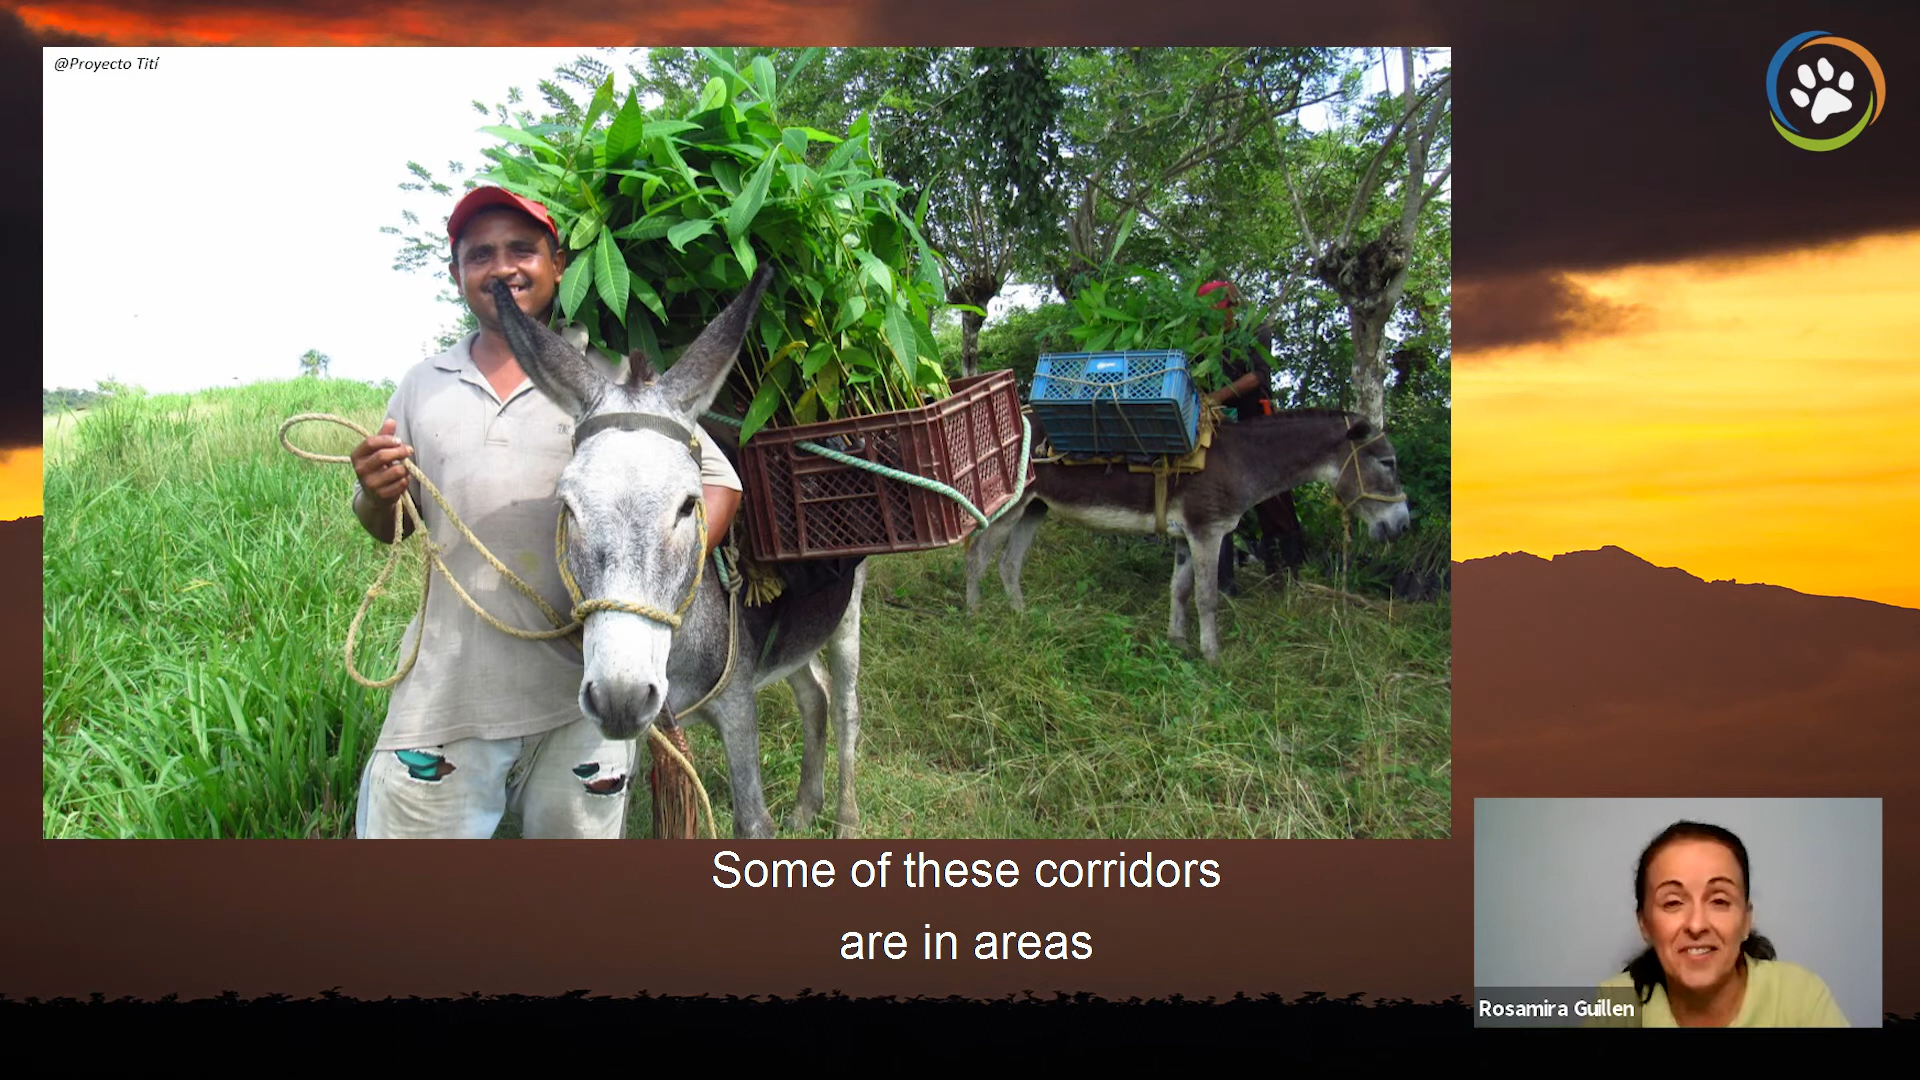 @Proyecto Tití
Some of these corridors
are in areas
Rosamira Guillen